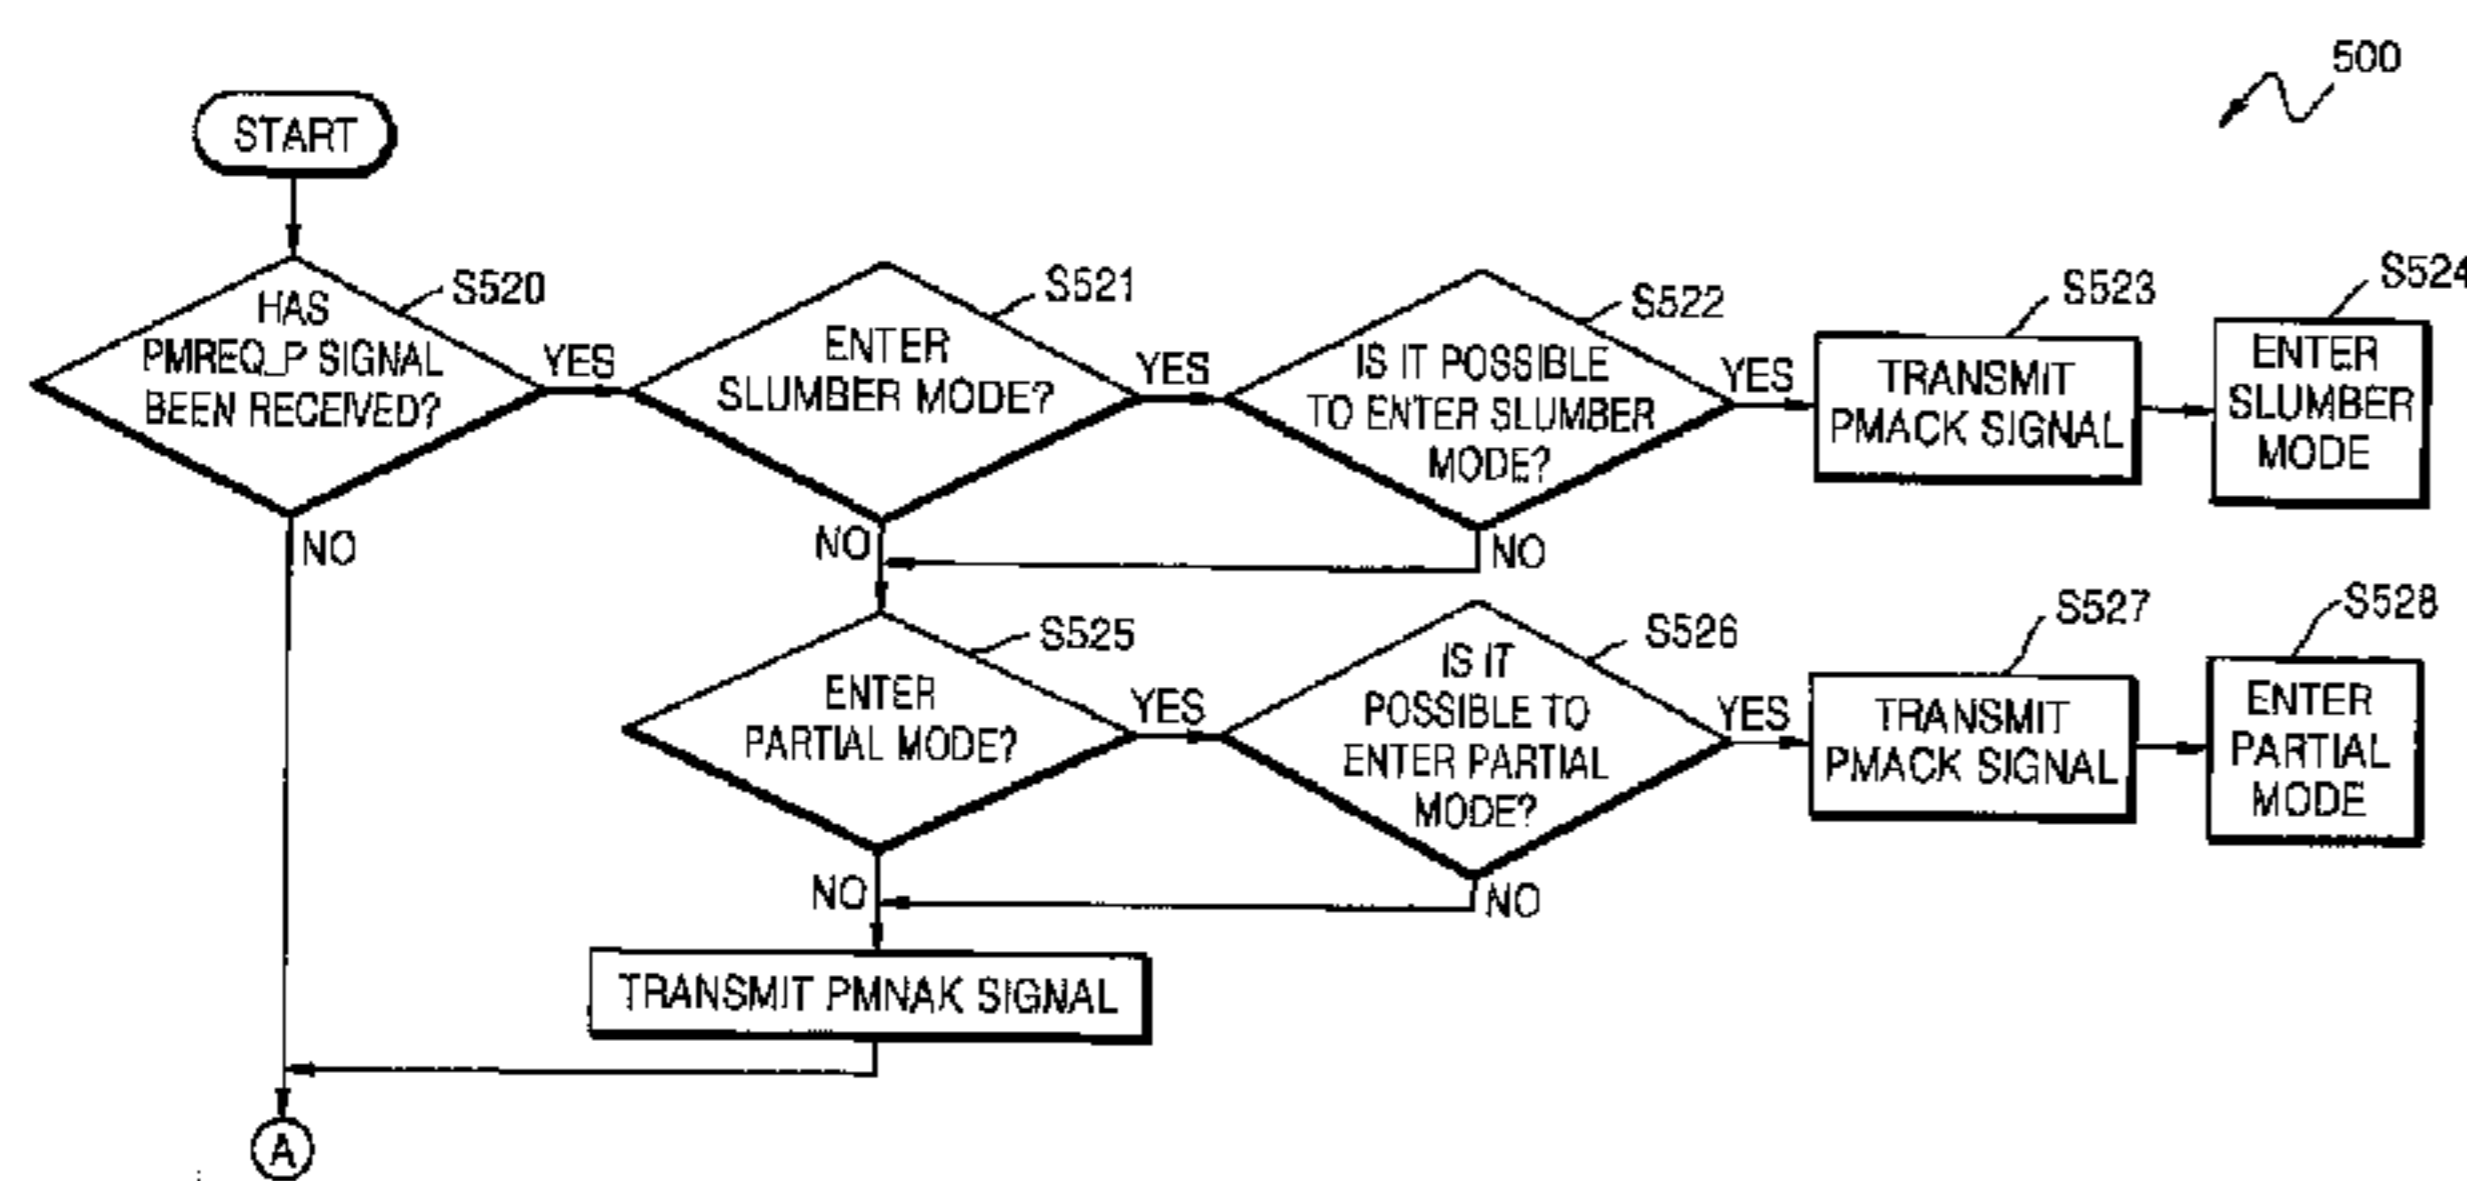 500
START
S520
HAS
PMREQ_P SIGNAL
BEEN RECEIVED?
YES
NO
S521
ENTER
SLUMBER MODE?
YES
NO
S522
IS IT POSSIBLE
TO ENTER SLUMBER
MODE?
YES
NO
S523
TRANSMIT
PMACK SIGNAL
S524
ENTER
SLUMBER
MODE
S525
ENTER
PARTIAL MODE?
YES
NO
S526
IS IT
POSSIBLE TO
ENTER PARTIAL
MODE?
YES
NO
S527
TRANSMIT
PMACK SIGNAL
S528
ENTER
PARTIAL
MODE
TRANSMIT PMNAK SIGNAL
A